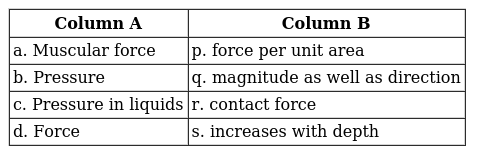 Column A Column B
a. Muscular force p. force per unit area
b. Pressure q. magnitude as well as direction
c. Pressure in liquids r. contact force
d. Force s. increases with depth